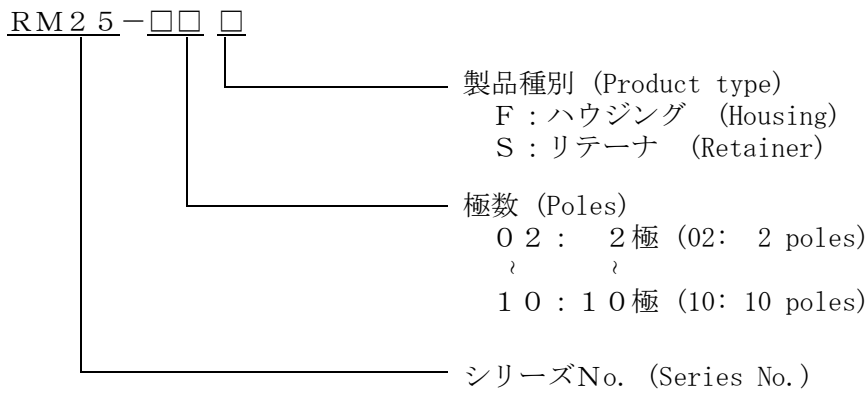 ＲＭ２５－□□ □
製品種別 (Product type)
Ｆ：ハウジング (Housing)
Ｓ：リテーナ (Retainer)
極数 (Poles)
０２： ２極 (02: 2 poles)
～ ～
１０：１０極 (10: 10 poles)
シリーズNo. (Series No.)